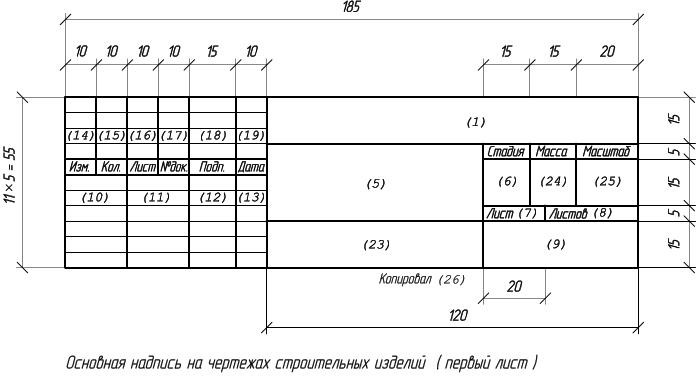 185
10 10 10 10 15 10 15 15 20
(14) (15) (16) (17) (18) (19) (1) 15
Изм. Кол. Лист №док. Подп. Дата Стадия Масса Масштаб 5
11×5=55 (10) (11) (12) (13) (5) (6) (24) (25) 15
Лист (7) Листов (8) 5
(23) (9) 15
Копировал (26) 20
120
Основная надпись на чертежах строительных изделий ( первый лист )